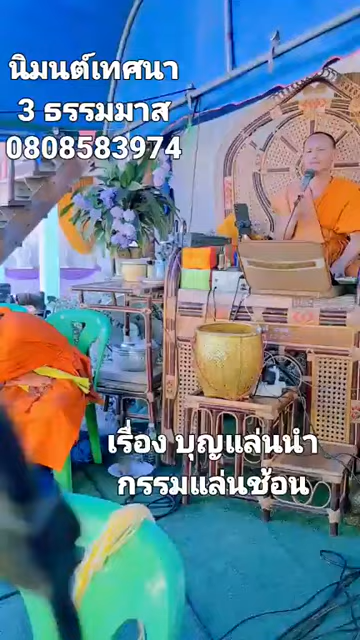 นิมนต์เทศนา
3 ธรรมมาส
0808583974
เรื่อง บุญแล่นนำ
กรรมแล่นซ้อน